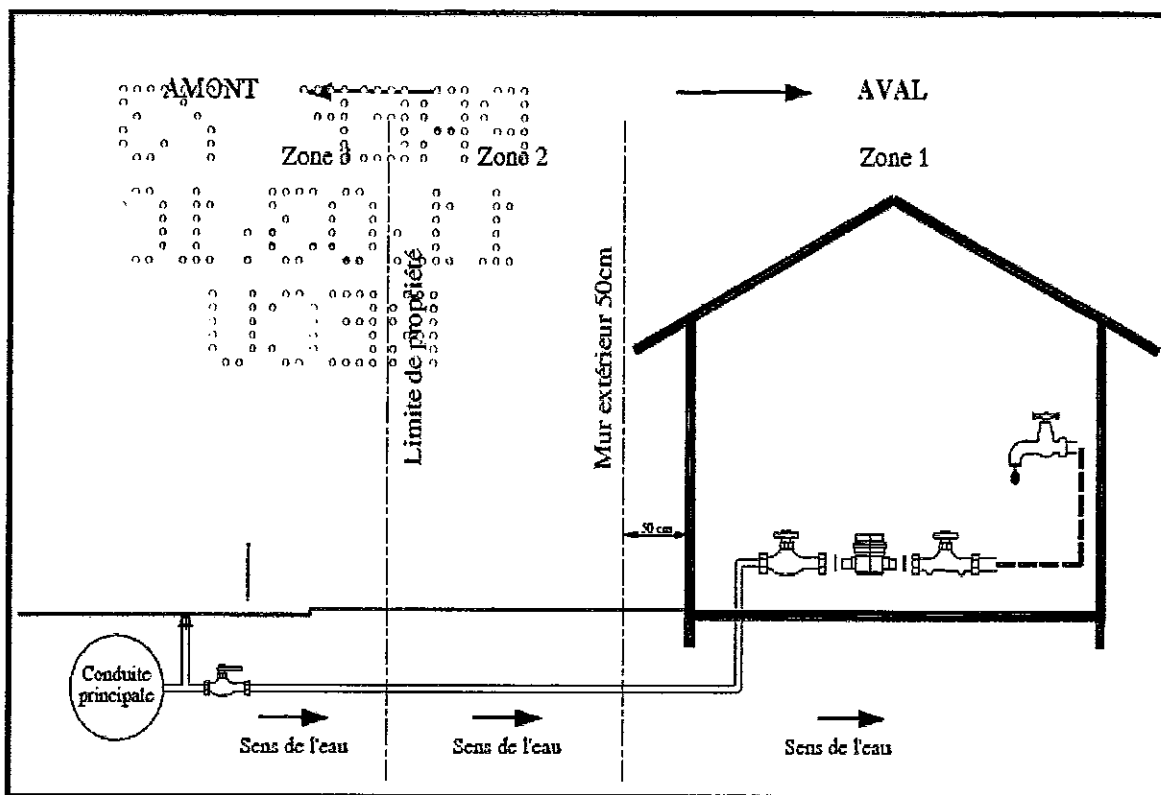 AMONT AVAL
Zone 3 Zone 2 Zone 1
Limite de propriété
Mur extérieur 50cm
50 cm
Conduite
principale
Sens de l'eau Sens de l'eau Sens de l'eau